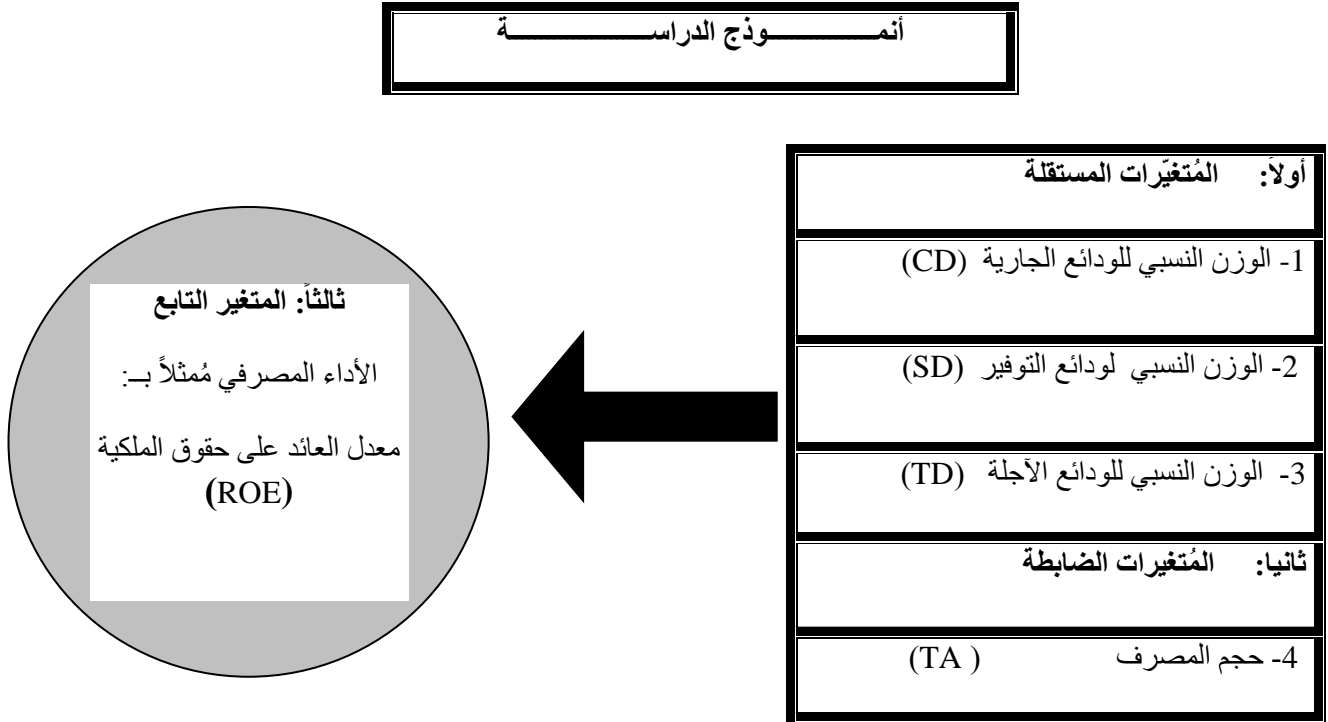 أنمـــــــــــــــوذج الدراســـــــــــــــــــــة
أولاً: المُتغيّرات المستقلة
1- الوزن النسبي للودائع الجارية (CD)
2- الوزن النسبي لودائع التوفير (SD)
3- الوزن النسبي للودائع الآجلة (TD)
ثانيا: المُتغيرات الضابطة
4- حجم المصرف (TA )
ثالثاً: المتغير التابع
الأداء المصرفي مُمثلاً بــ:
معدل العائد على حقوق الملكية
(ROE)